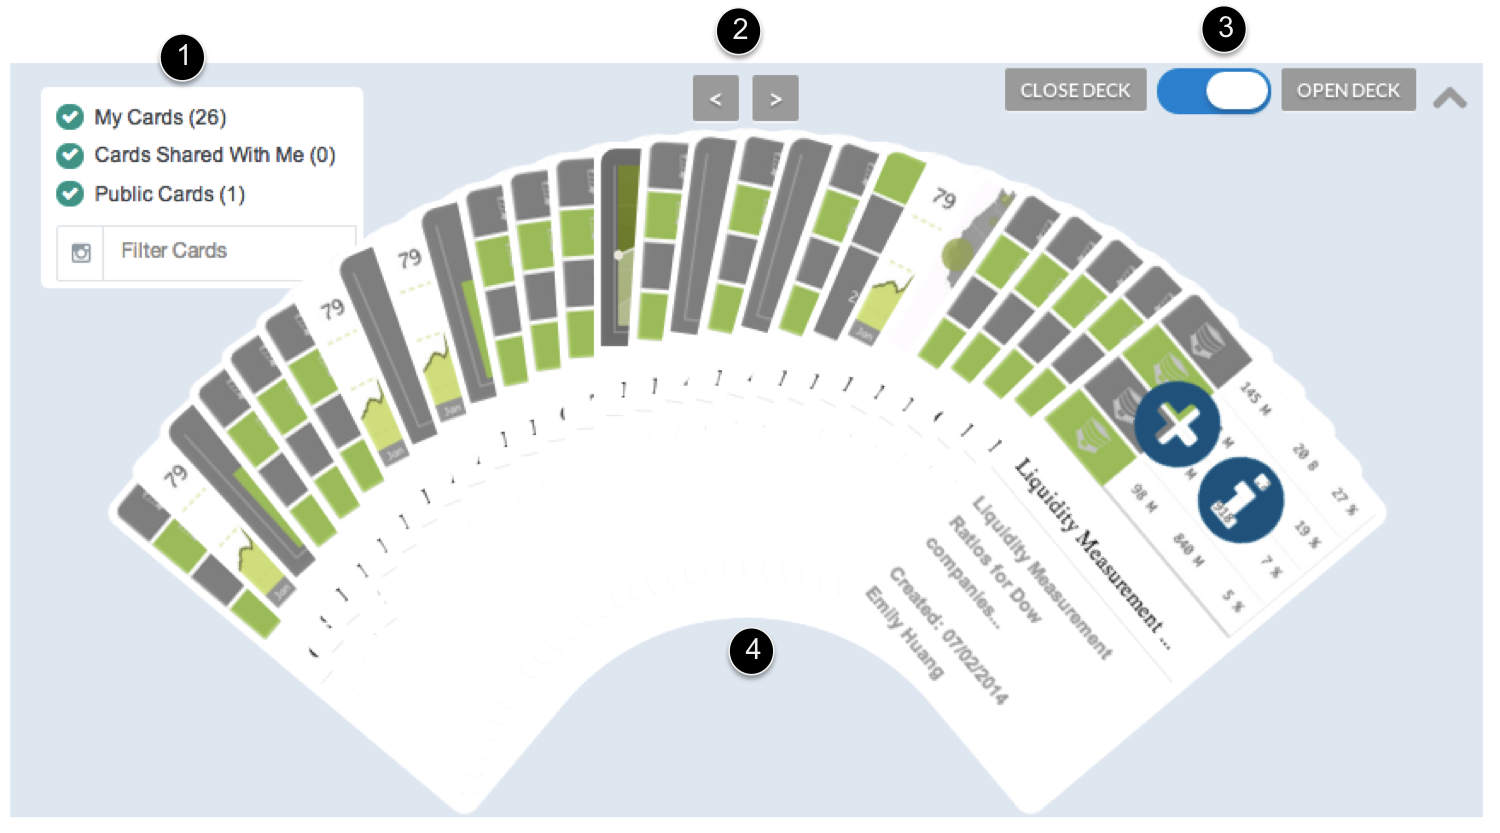 1
2
3
My Cards (26)
Cards Shared With Me (0)
Public Cards (1)
Filter Cards
<
>
CLOSE DECK
OPEN DECK
79
79
79
79
Jan
Jan
Jan
Jan
145 M
20 B
27 %
19 %
7 %
98 M
840 M
5 %
918
Liquidity Measurement ...
Liquidity Measurement
Ratios for Dow
companies...
Created: 07/02/2014
Emily Huang
4